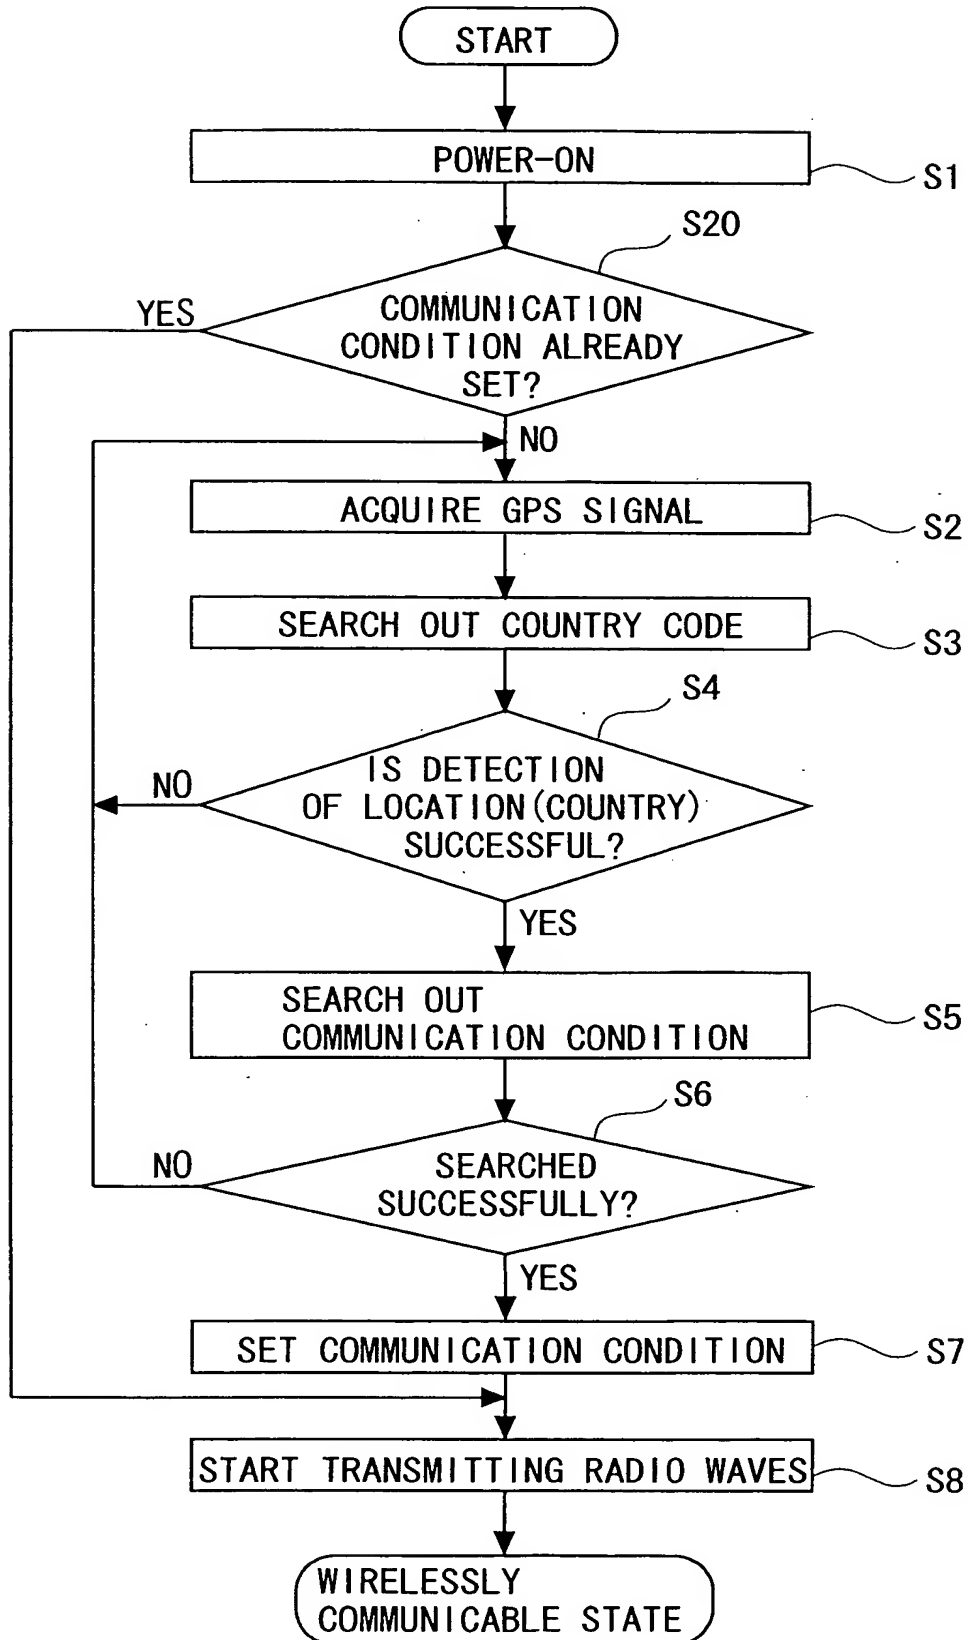 START
POWER-ON
S1
S20
YES
COMMUNICATION
CONDITION ALREADY
SET?
NO
ACQUIRE GPS SIGNAL
S2
SEARCH OUT COUNTRY CODE
S3
S4
NO
IS DETECTION
OF LOCATION(COUNTRY)
SUCCESSFUL?
YES
SEARCH OUT
COMMUNICATION CONDITION
S5
S6
NO
SEARCHED
SUCCESSFULLY?
YES
SET COMMUNICATION CONDITION
S7
START TRANSMITTING RADIO WAVES
S8
WIRELESSLY
COMMUNICABLE STATE